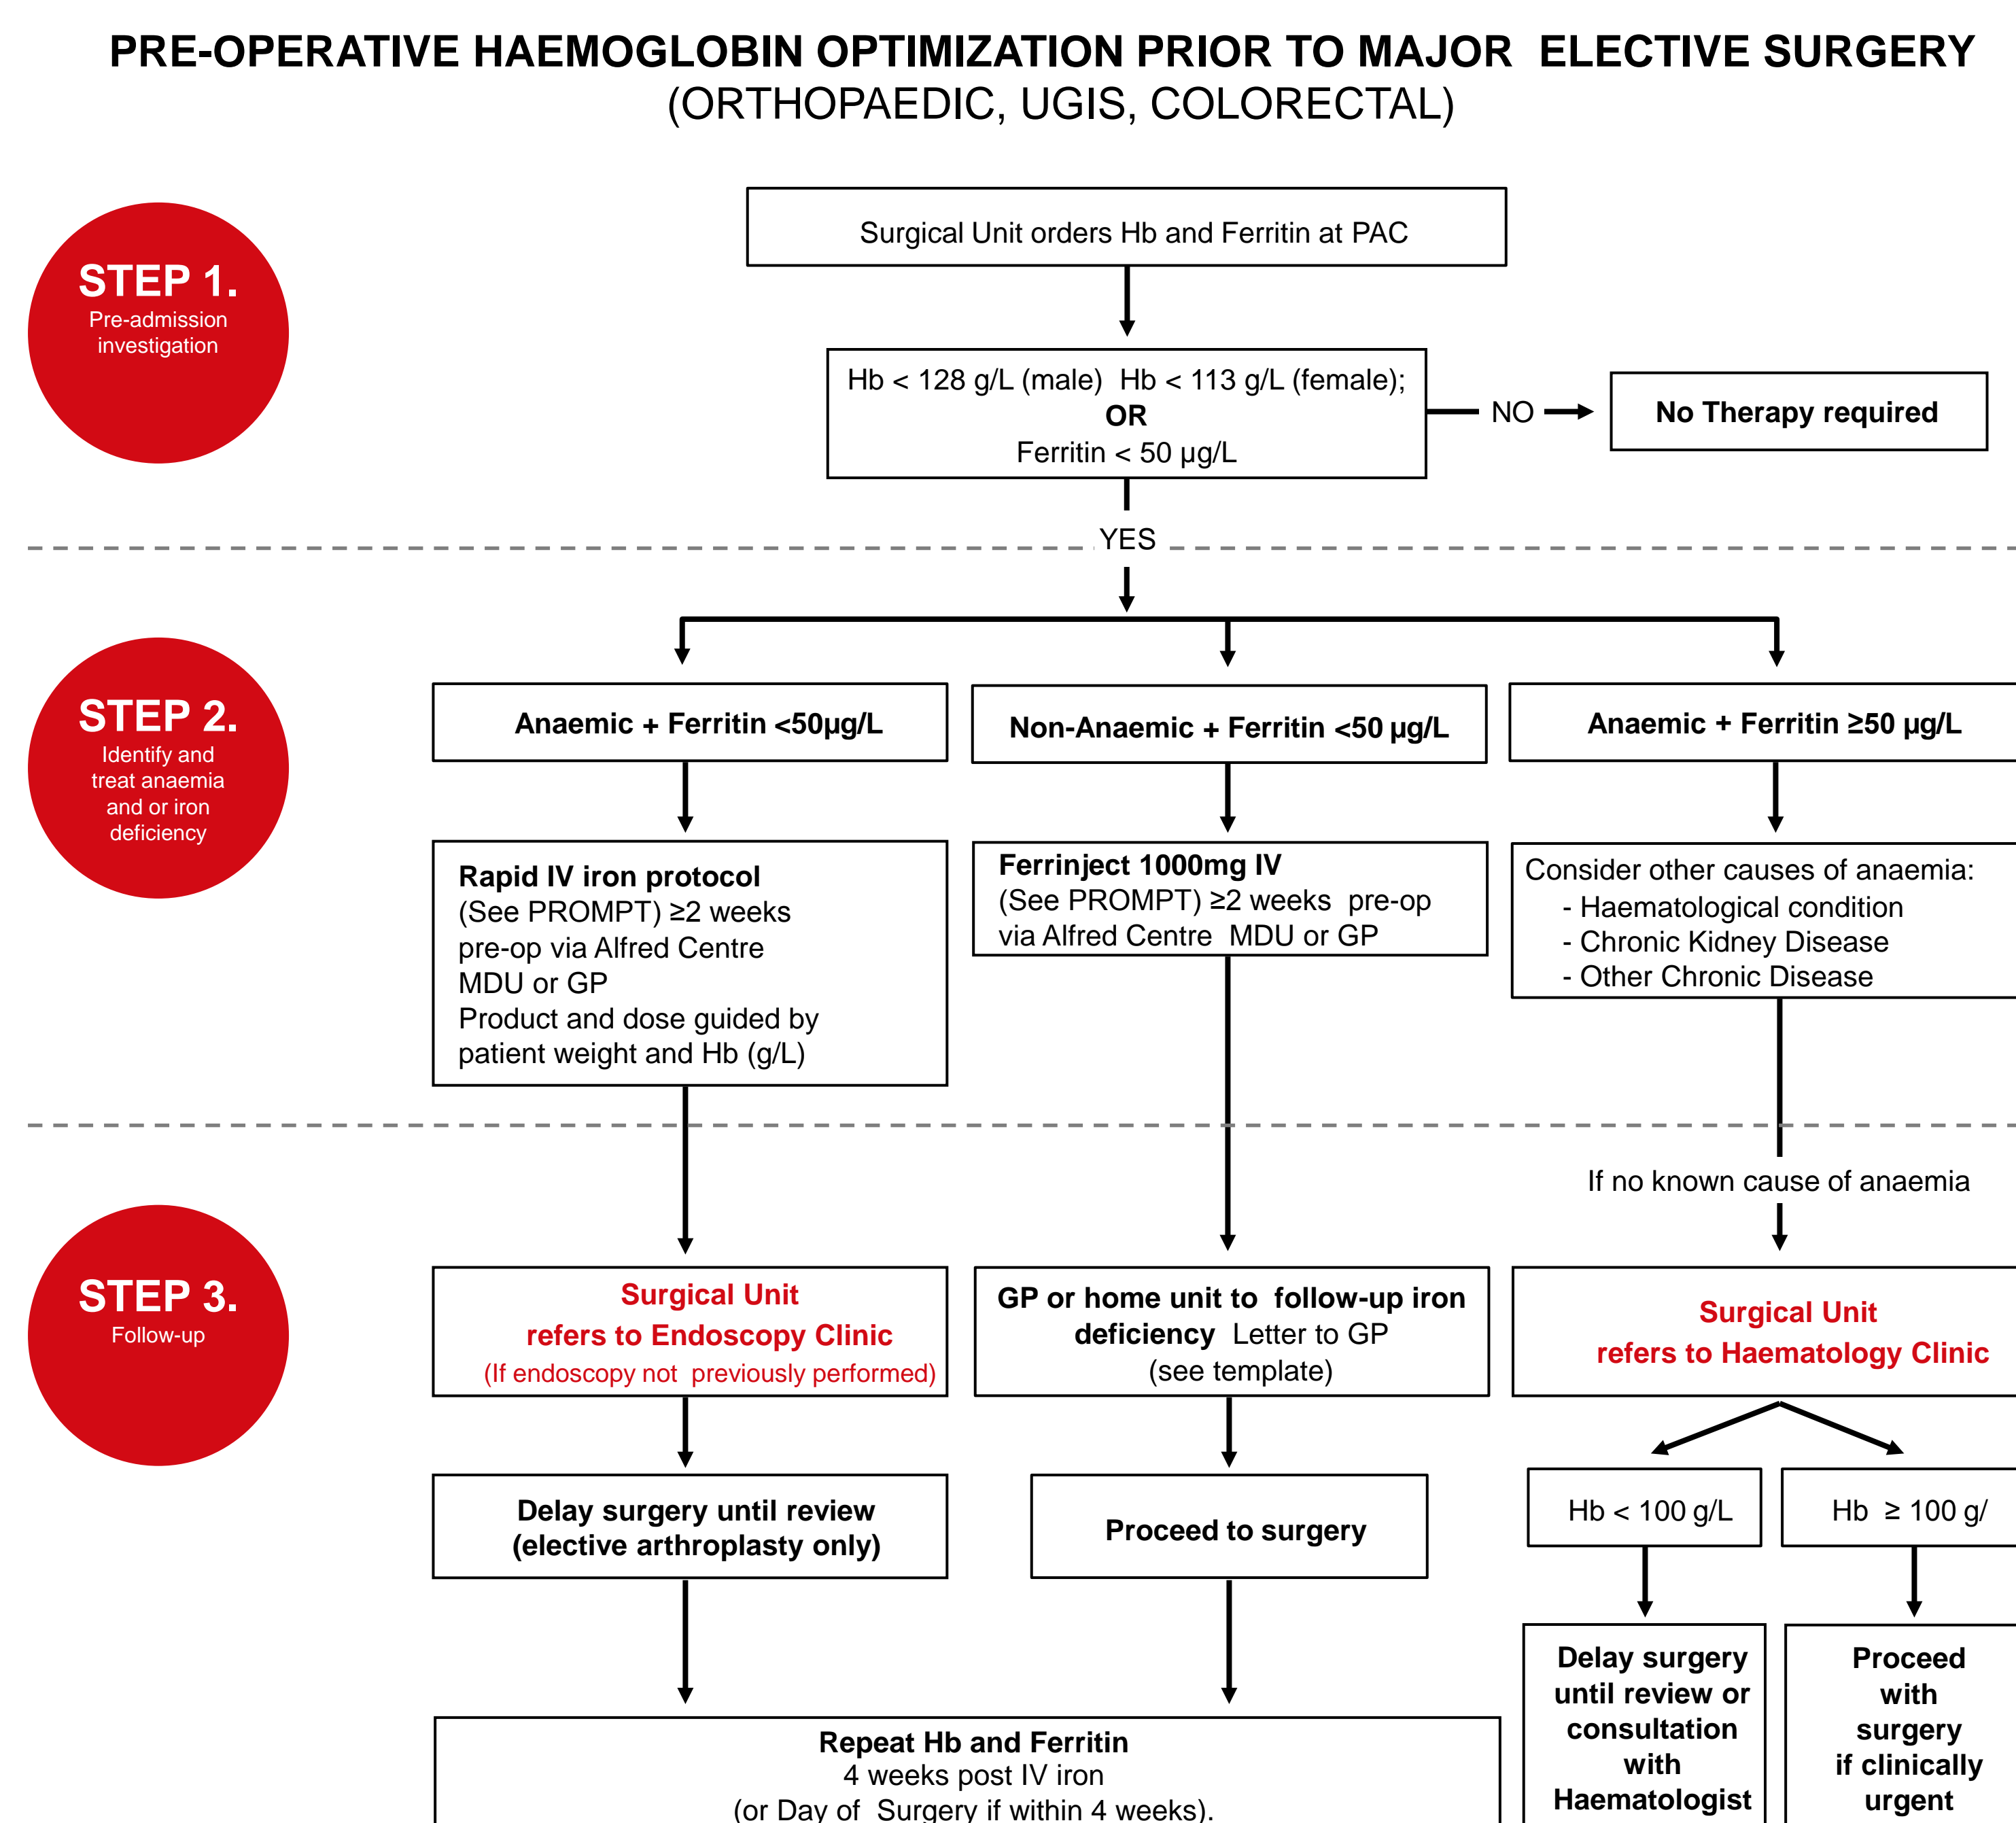 PRE-OPERATIVE HAEMOGLOBIN OPTIMIZATION PRIOR TO MAJOR ELECTIVE SURGERY
(ORTHOPAEDIC, UGIS, COLORECTAL)
STEP 1.
Pre-admission
investigation
Surgical Unit orders Hb and Ferritin at PAC
Hb < 128 g/L (male) Hb < 113 g/L (female);
OR
Ferritin < 50 µg/L
NO
No Therapy required
YES
STEP 2.
Identify and
treat anaemia
and or iron
deficiency
Anaemic + Ferritin <50µg/L
Non-Anaemic + Ferritin <50 µg/L
Anaemic + Ferritin ≥50 µg/L
Rapid IV iron protocol
(See PROMPT) ≥2 weeks
pre-op via Alfred Centre
MDU or GP
Product and dose guided by
patient weight and Hb (g/L)
Ferrinject 1000mg IV
(See PROMPT) ≥2 weeks pre-op
via Alfred Centre MDU or GP
Consider other causes of anaemia:
- Haematological condition
- Chronic Kidney Disease
- Other Chronic Disease
If no known cause of anaemia
STEP 3.
Follow-up
Surgical Unit
refers to Endoscopy Clinic
(If endoscopy not previously performed)
GP or home unit to follow-up iron
deficiency Letter to GP
(see template)
Surgical Unit
refers to Haematology Clinic
Delay surgery until review
(elective arthroplasty only)
Proceed to surgery
Hb < 100 g/L
Hb ≥ 100 g/
Delay surgery
until review or
consultation
with
Haematologist
Proceed
with
surgery
if clinically
urgent
Repeat Hb and Ferritin
4 weeks post IV iron
(or Day of Surgery if within 4 weeks).